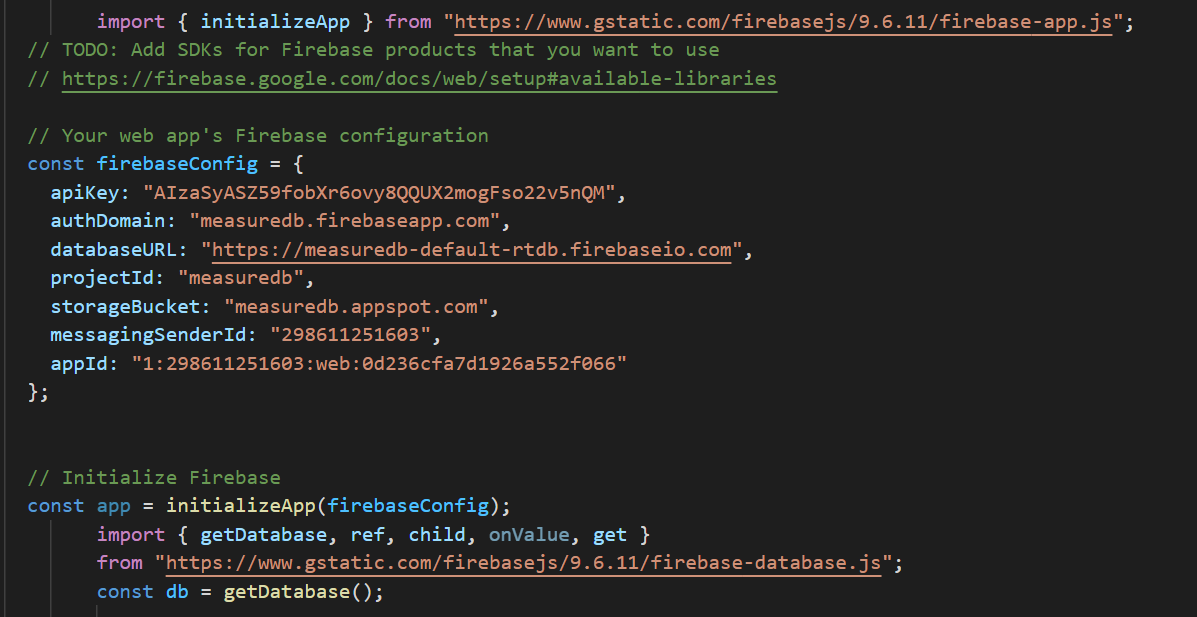 import { initializeApp } from "https://www.gstatic.com/firebasejs/9.6.11/firebase-app.js";
// TODO: Add SDKs for Firebase products that you want to use
// https://firebase.google.com/docs/web/setup#available-libraries
// Your web app's Firebase configuration
const firebaseConfig = {
apiKey: "AIzaSyASZ59fobXr6ovy8QQUX2mogFso22v5nQM",
authDomain: "measuredb.firebaseapp.com",
databaseURL: "https://measuredb-default-rtdb.firebaseio.com",
projectId: "measuredb",
storageBucket: "measuredb.appspot.com",
messagingSenderId: "298611251603",
appId: "1:298611251603:web:0d236cfa7d1926a552f066"
};
// Initialize Firebase
const app = initializeApp(firebaseConfig);
import { getDatabase, ref, child, onValue, get }
from "https://www.gstatic.com/firebasejs/9.6.11/firebase-database.js";
const db = getDatabase();